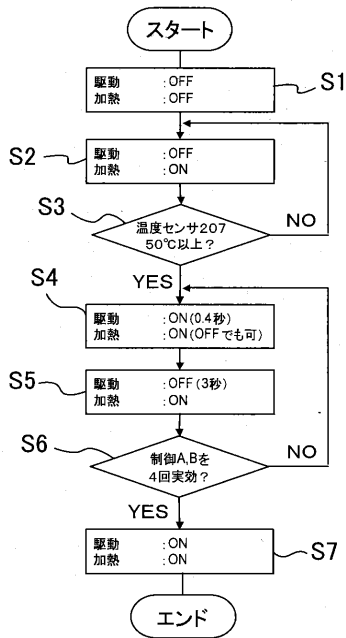 スタート
駆動 :OFF
加熱 :OFF
S1
S2
駆動 :OFF
加熱 :ON
S3
温度センサ207
50℃以上?
NO
YES
S4
駆動 :ON(0.4秒)
加熱 :ON(OFFでも可)
S5
駆動 :OFF(3秒)
加熱 :ON
S6
制御A,Bを
4回実効?
NO
YES
駆動 :ON
加熱 :ON
S7
エンド